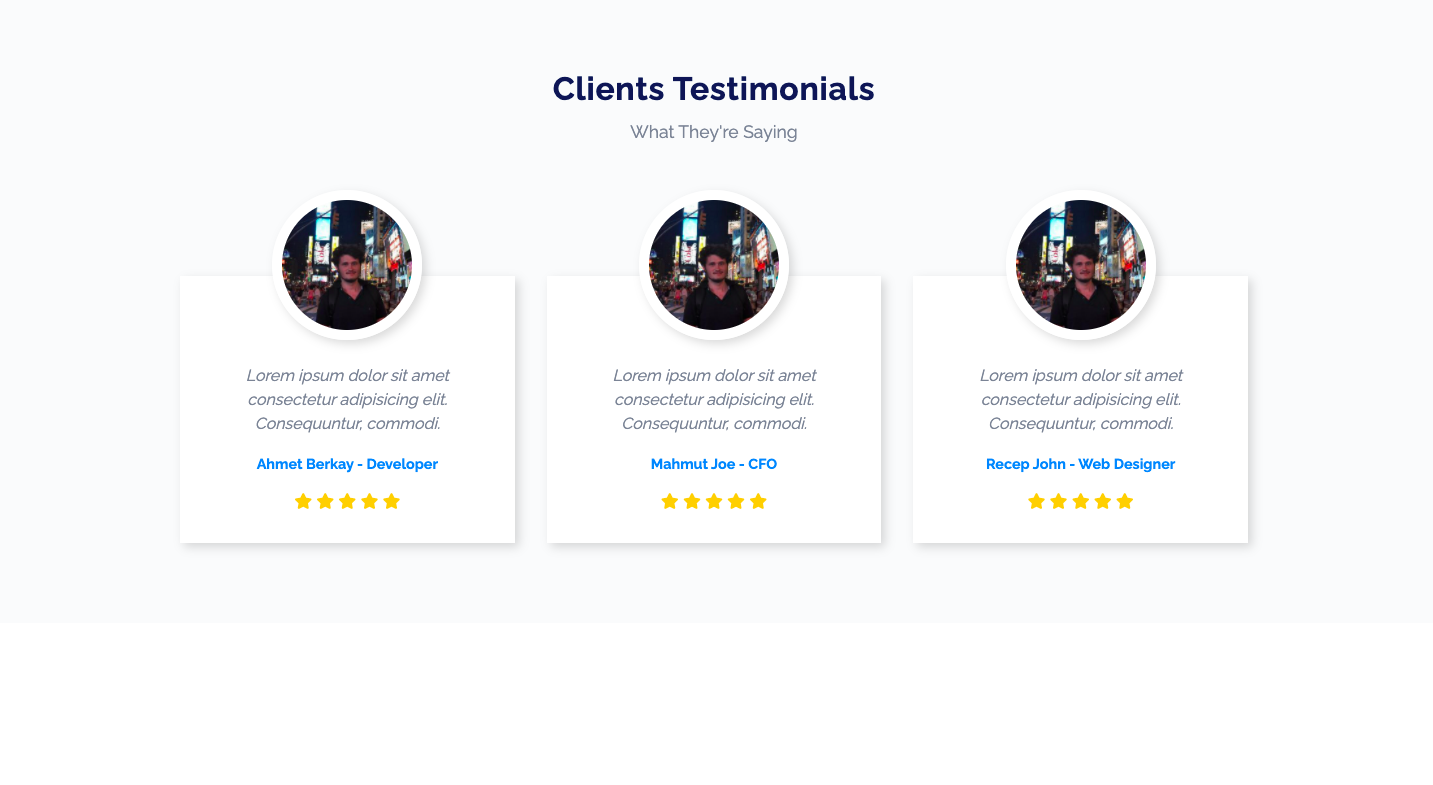 Clients Testimonials
What They're Saying
Lorem ipsum dolor sit amet
consectetur adipisicing elit.
Consequuntur, commodi.
Ahmet Berkay - Developer
Lorem ipsum dolor sit amet
consectetur adipisicing elit.
Consequuntur, commodi.
Mahmut Joe - CFO
Lorem ipsum dolor sit amet
consectetur adipisicing elit.
Consequuntur, commodi.
Recep John - Web Designer